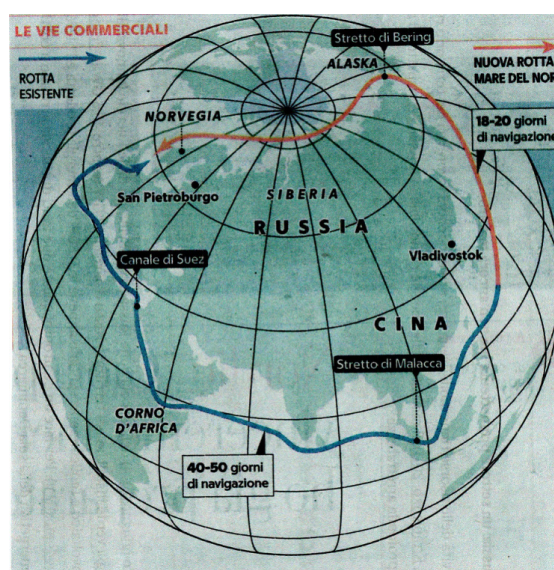 LE VIE COMMERCIALI
ROTTA
ESISTENTE
Stretto di Bering
ALASKA
NUOVA ROTTA
MARE DEL NOR
NORVEGIA
18-20 giorni
di navigazione
San Pietroburgo
SIBERIA
RUSSIA
Vladivostok
Canale di Suez
CINA
Stretto di Malacca
CORNO
D'AFRICA
40-50 giorni
di navigazione